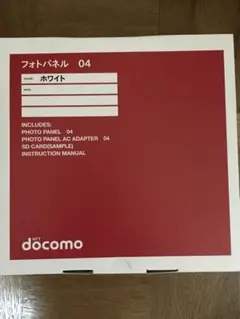 フォトパネル 04
ホワイト
INCLUDES:
PHOTO PANEL 04
PHOTO PANEL AC ADAPTER 04
SD CARD(SAMPLE)
INSTRUCTION MANUAL
NTT
docomo